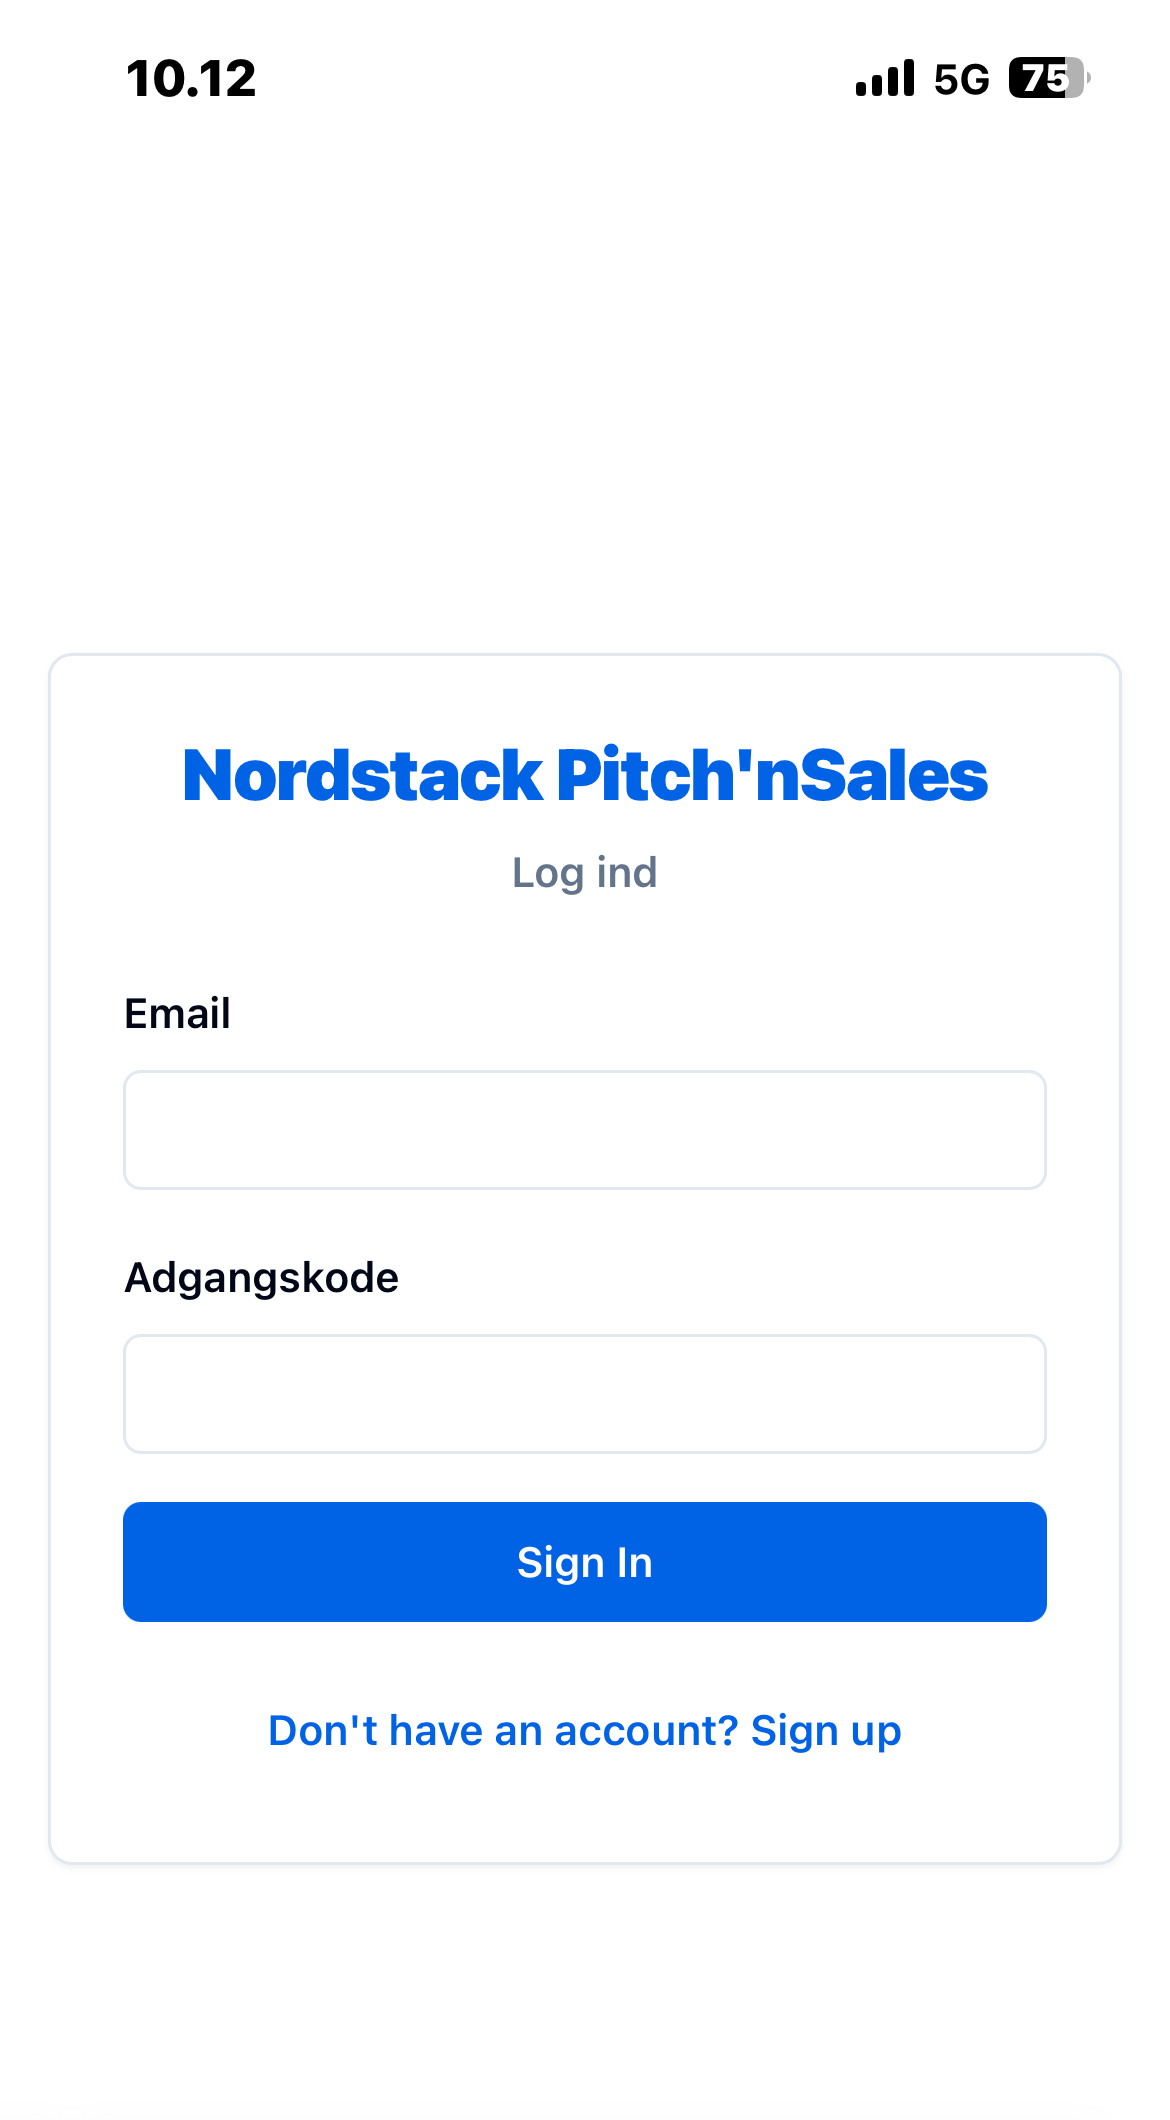 10.12 5G 75
Nordstack Pitch'nSales
Log ind
Email
Adgangskode
Sign In
Don't have an account? Sign up